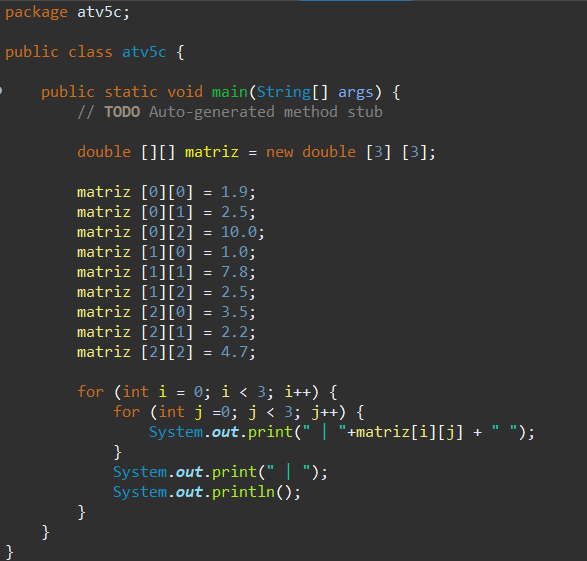 package atv5c;
public class atv5c {
public static void main(String[] args) {
// TODO Auto-generated method stub
double [][] matriz = new double [3] [3];
matriz [0][0] = 1.9;
matriz [0][1] = 2.5;
matriz [0][2] = 10.0;
matriz [1][0] = 1.0;
matriz [1][1] = 7.8;
matriz [1][2] = 2.5;
matriz [2][0] = 3.5;
matriz [2][1] = 2.2;
matriz [2][2] = 4.7;
for (int i = 0; i < 3; i++) {
for (int j =0; j < 3; j++) {
System.out.print(" | "+matriz[i][j] + " ");
}
System.out.print(" | ");
System.out.println();
}
}
}